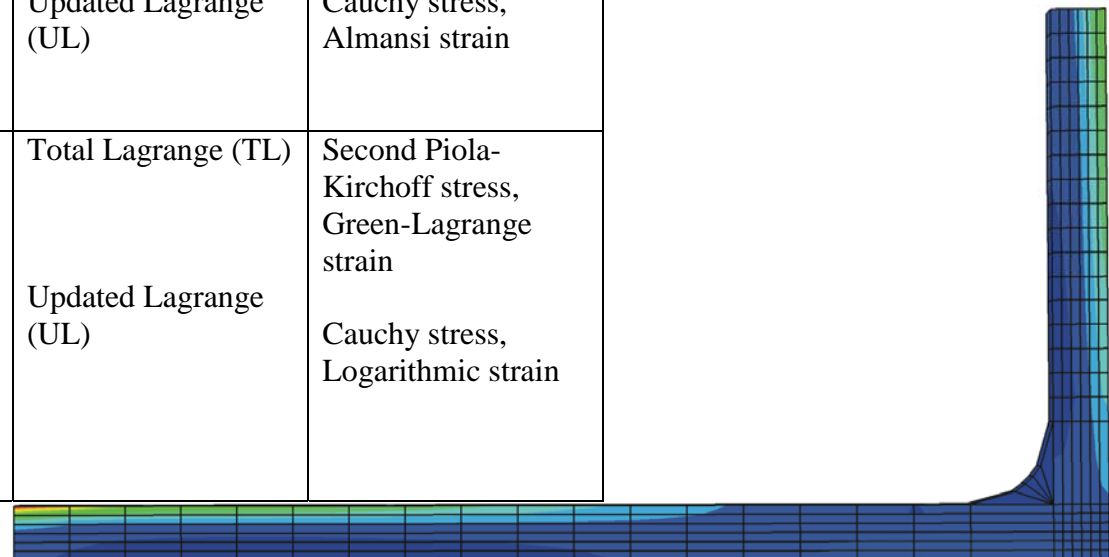 Updated Lagrange
(UL)
Cauchy stress,
Almansi strain
Total Lagrange (TL)
Second Piola-
Kirchoff stress,
Green-Lagrange
strain
Updated Lagrange
(UL)
Cauchy stress,
Logarithmic strain